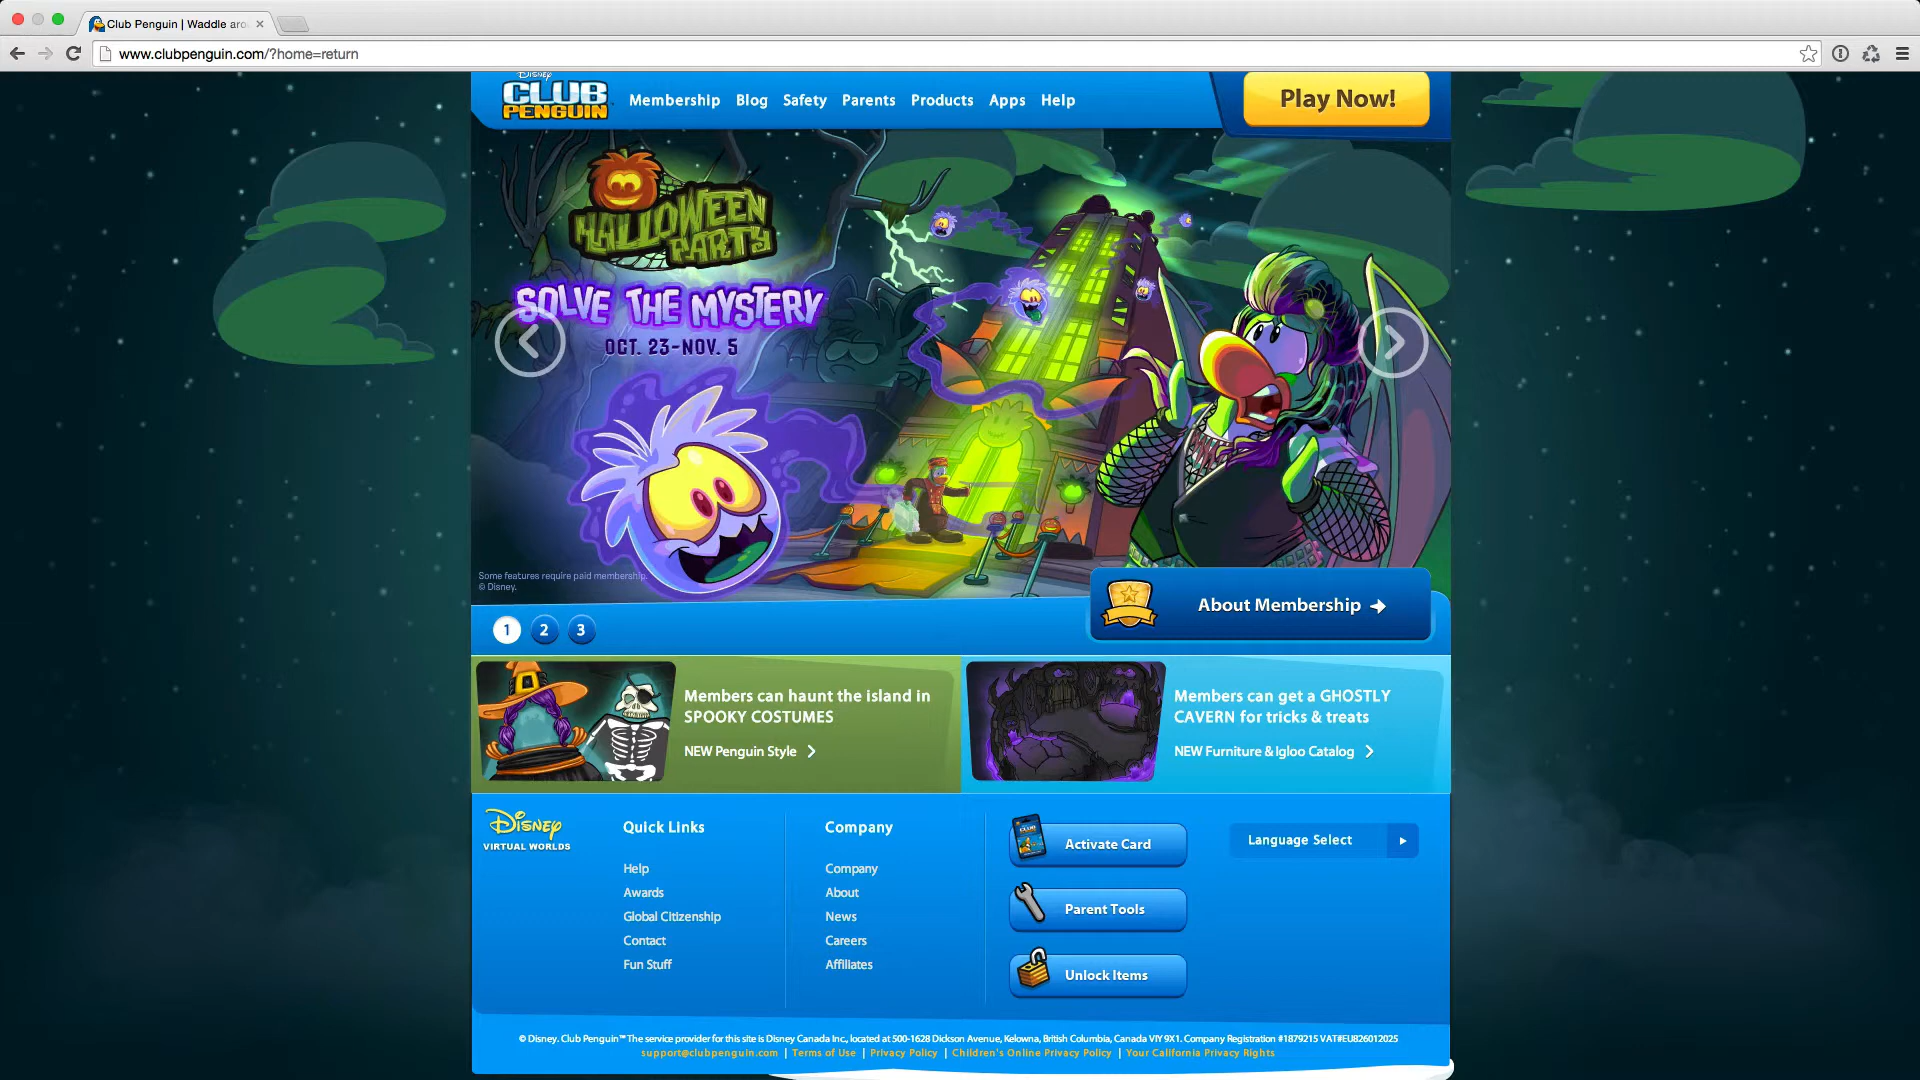 Club Penguin | Waddle aro
www.clubpenguin.com/?home=return
Disney
CLUB
PENGUIN
Membership Blog Safety Parents Products Apps Help
Play Now!
HALLOWEEN
PARTY
SOLVE THE MYSTERY
OCT. 23-NOV. 5
Some features require paid membership.
© Disney.
About Membership
1 2 3
Members can haunt the island in
SPOOKY COSTUMES
NEW Penguin Style
Members can get a GHOSTLY
CAVERN for tricks & treats
NEW Furniture & Igloo Catalog
Disney
VIRTUAL WORLDS
Quick Links
Help
Awards
Global Citizenship
Contact
Fun Stuff
Company
Company
About
News
Careers
Affiliates
Activate Card
Parent Tools
Unlock Items
Language Select
© Disney. Club Penguin™ The service provider for this site is Disney Canada Inc., located at 500-1628 Dickson Avenue, Kelowna, British Columbia, Canada V1Y 9X1. Company Registration #1879215 VAT#EU826012025
support@clubpenguin.com | Terms of Use | Privacy Policy | Children's Online Privacy Policy | Your California Privacy Rights